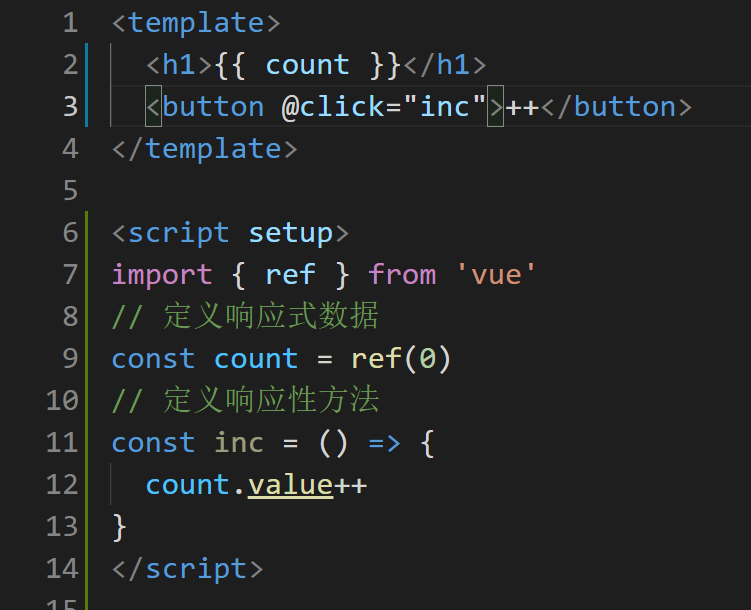 1 <template>
2 <h1>{{ count }}</h1>
3 <button @click="inc">++</button>
4 </template>
5
6 <script setup>
7 import { ref } from 'vue'
8 // 定义响应式数据
9 const count = ref(0)
10 // 定义响应性方法
11 const inc = () => {
12 count.value++
13 }
14 </script>
15